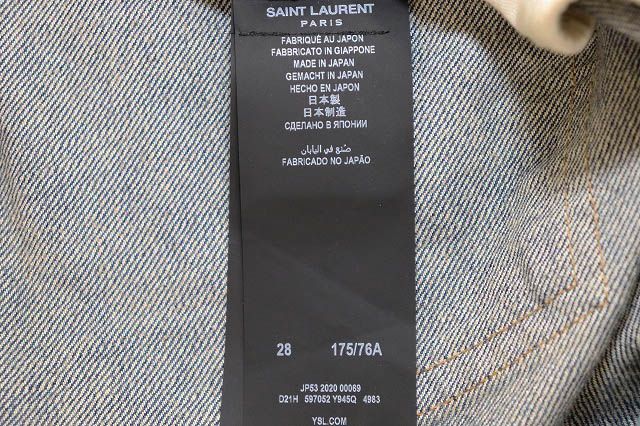 SAINT LAURENT
PARIS
FABRIQUÉ AU JAPON
FABBRICATO IN GIAPPONE
MADE IN JAPAN
GEMACHT IN JAPAN
HECHO EN JAPAN
日本製
日本制造
СДЕЛАНО В ЯПОНИИ
صُنع في اليابان
FABRICADO NO JAPÃO
28 175/76A
JP53 2020 00069
D21H 597052 Y945Q 4983
YSL.COM